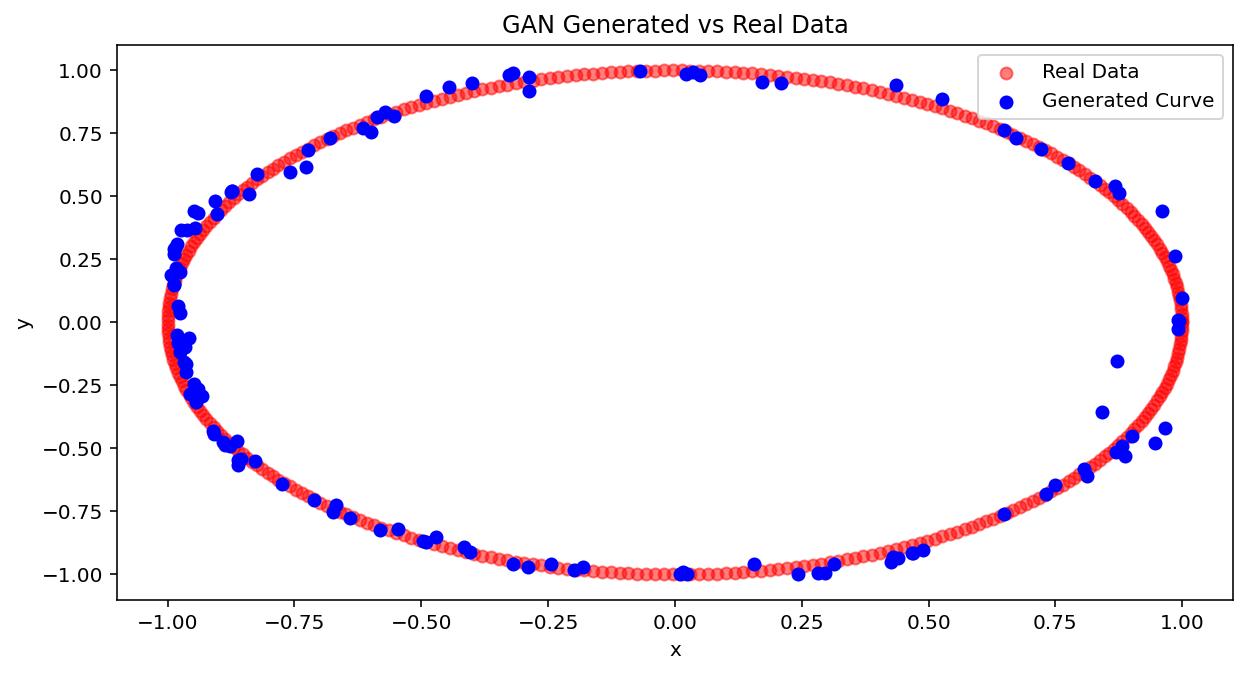 GAN Generated vs Real Data
Real Data
Generated Curve
1.00
0.75
0.50
0.25
0.00
−0.25
−0.50
−0.75
−1.00
y
−1.00 −0.75 −0.50 −0.25 0.00 0.25 0.50 0.75 1.00
x